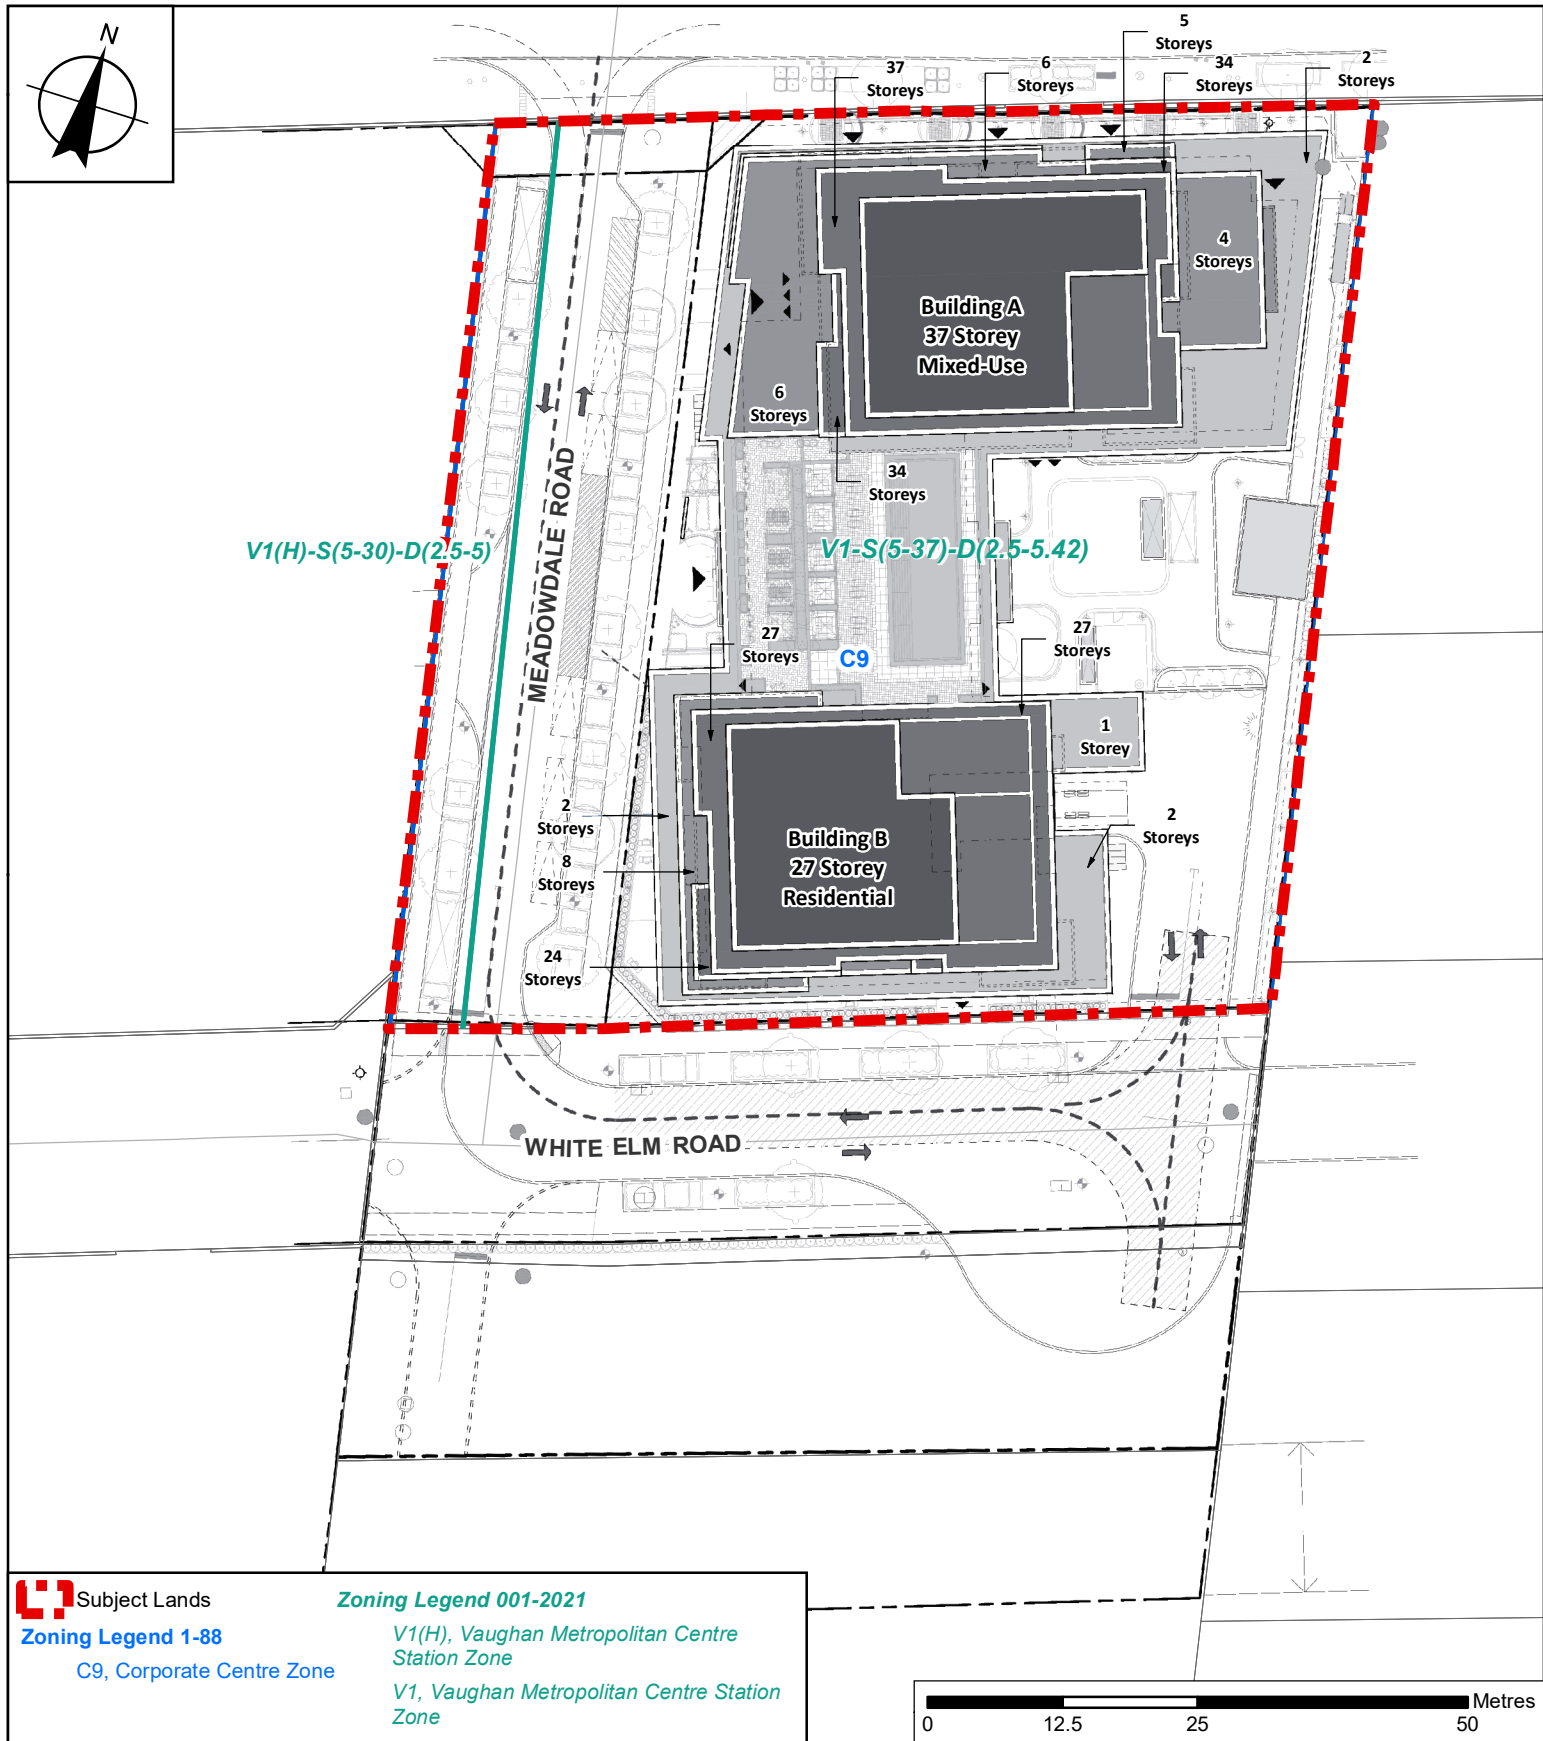 N
5
Storeys
37
Storeys
6
Storeys
34
Storeys
2
Storeys
4
Storeys
Building A
37 Storey
Mixed-Use
6
Storeys
34
Storeys
V1(H)-S(5-30)-D(2.5-5)
V1-S(5-37)-D(2.5-5.42)
MEADOWDALE ROAD
27
Storeys
C9
27
Storeys
1
Storey
2
Storeys
8
Storeys
Building B
27 Storey
Residential
2
Storeys
24
Storeys
WHITE ELM ROAD
Subject Lands
Zoning Legend 1-88
C9, Corporate Centre Zone
Zoning Legend 001-2021
V1(H), Vaughan Metropolitan Centre
Station Zone
V1, Vaughan Metropolitan Centre Station
Zone
Metres
0 12.5 25 50